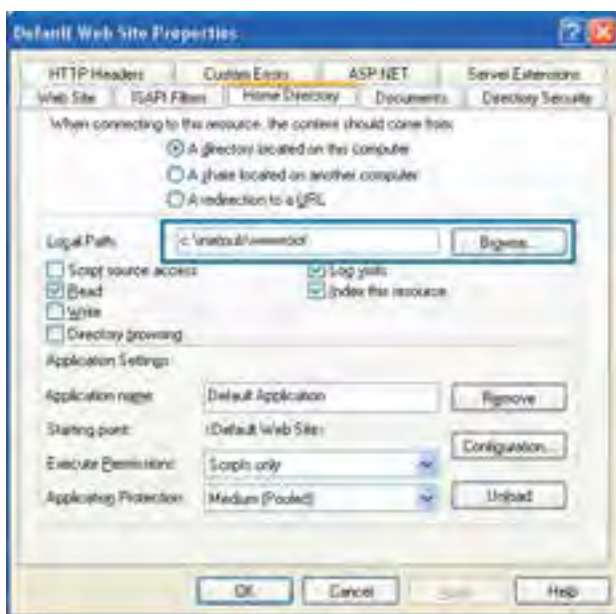 Default Web Site Properties
HTTP Headers Custom Errors ASP.NET Server Extensions
Web Site ISAPI Filters Home Directory Documents Directory Security
When connecting to this resource, the content should come from:
A directory located on this computer
A share located on another computer
A redirection to a URL
Local Path: c:\inetpub\wwwroot Browse...
Script source access Log visits
Read Index this resource
Write
Directory browsing
Application Settings
Application name: Default Application Remove
Starting point: <Default Web Site>
Configuration...
Execute Permissions: Scripts only
Application Protection: Medium (Pooled) Unload
OK Cancel Apply Help